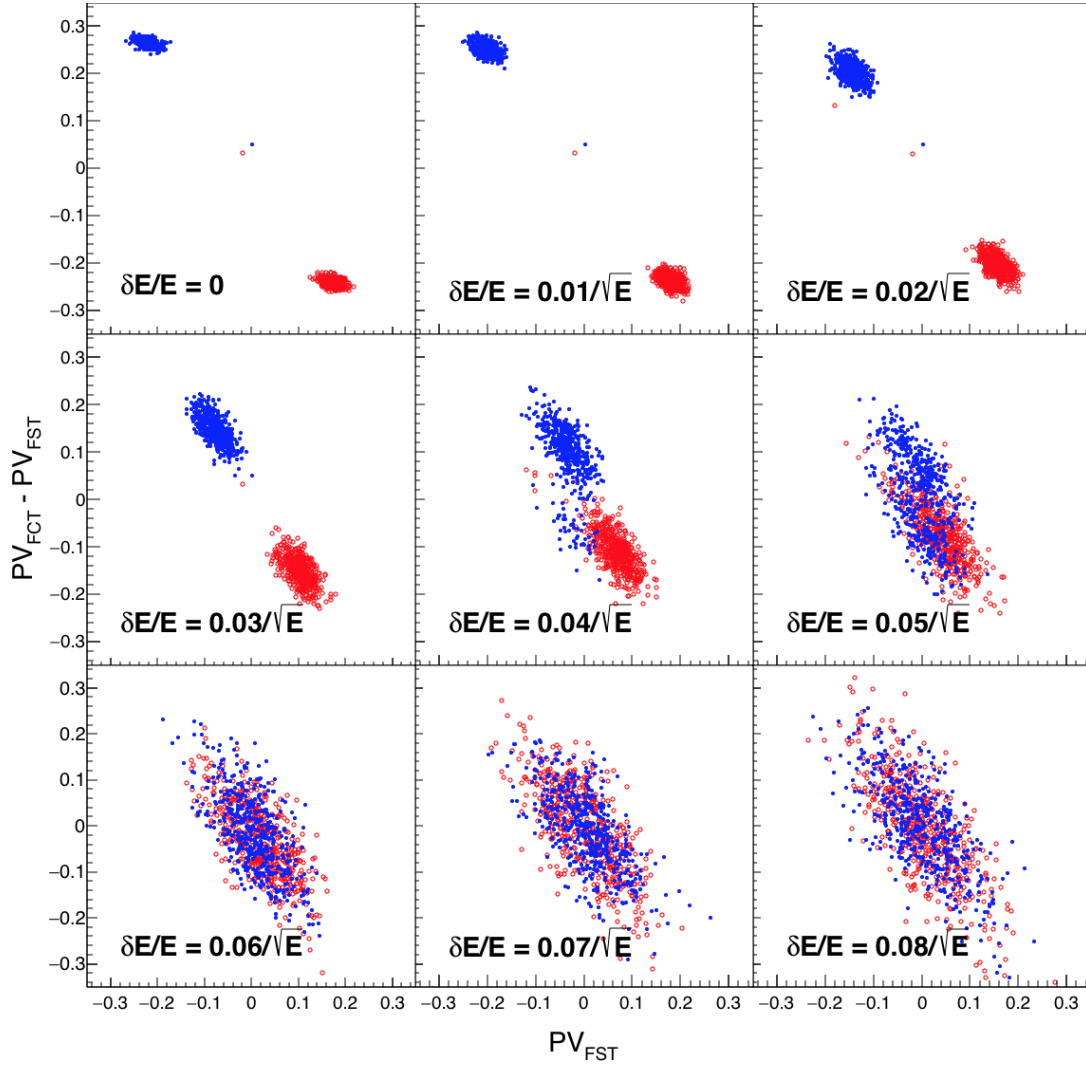 0.3
0.2
0.1
0
−0.1
−0.2
−0.3
δE/E = 0
δE/E = 0.01/√E
δE/E = 0.02/√E
0.3
0.2
0.1
0
−0.1
−0.2
−0.3
PV_FCT - PV_FST
δE/E = 0.03/√E
δE/E = 0.04/√E
δE/E = 0.05/√E
0.3
0.2
0.1
0
−0.1
−0.2
−0.3
δE/E = 0.06/√E
δE/E = 0.07/√E
δE/E = 0.08/√E
−0.3 −0.2 −0.1 0 0.1 0.2 0.3
−0.3 −0.2 −0.1 0 0.1 0.2 0.3
−0.3 −0.2 −0.1 0 0.1 0.2 0.3
PV_FST